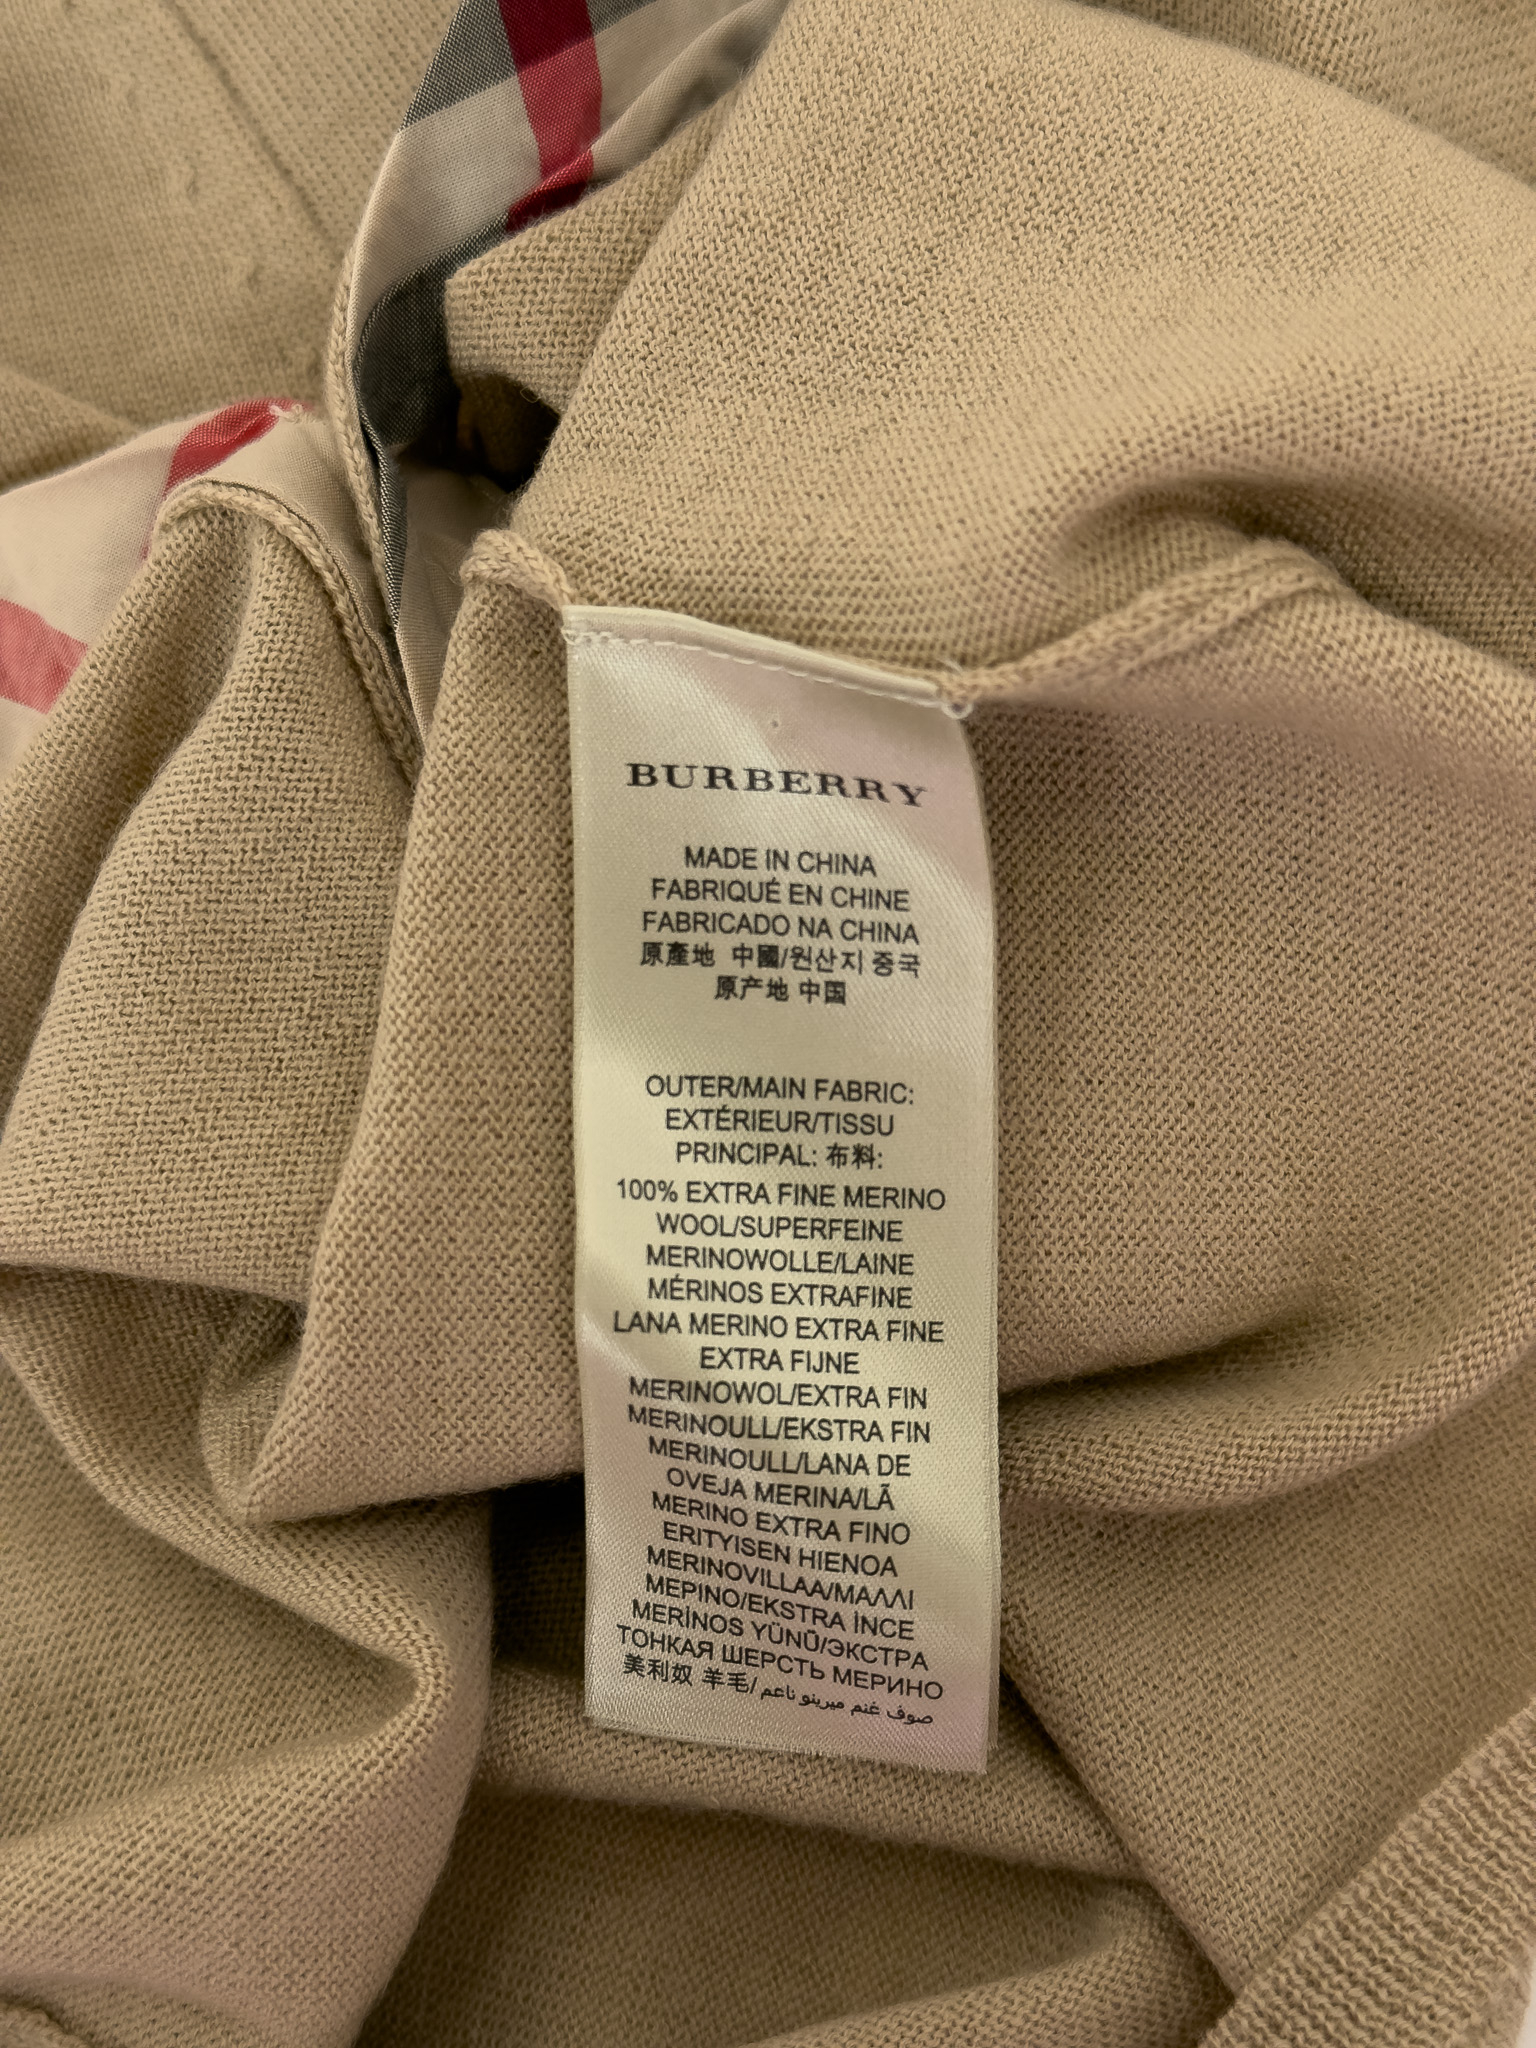 BURBERRY
MADE IN CHINA
FABRIQUÉ EN CHINE
FABRICADO NA CHINA
原產地 中國/원산지 중국
原产地 中国
OUTER/MAIN FABRIC:
EXTÉRIEUR/TISSU
PRINCIPAL: 布料:
100% EXTRA FINE MERINO
WOOL/SUPERFEINE
MERINOWOLLE/LAINE
MÉRINOS EXTRAFINE
LANA MERINO EXTRA FINE
EXTRA FIJNE
MERINOWOL/EXTRA FIN
MERINOULL/EKSTRA FIN
MERINOULL/LANA DE
OVEJA MERINA/LÃ
MERINO EXTRA FINO
ERITYISEN HIENOA
MERINOVILLAA/ΜΑΛΛΙ
ΜΕΡΙΝΟ/EKSTRA İNCE
MERİNOS YÜNÜ/ЭКСТРА
ТОНКАЯ ШЕРСТЬ МЕРИНО
美利奴 羊毛/صوف غنم ميرينو ناعم